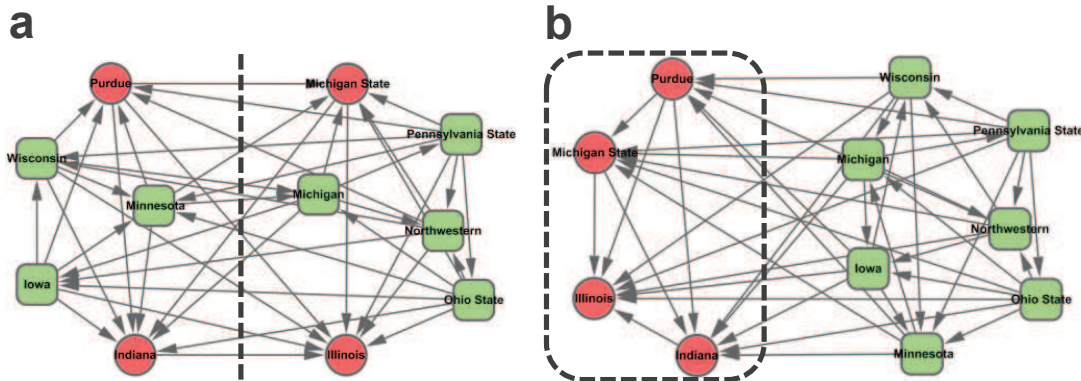 a
b
Purdue
Michigan State
Pennsylvania State
Wisconsin
Minnesota
Michigan
Northwestern
Iowa
Ohio State
Indiana
Illinois
Purdue
Wisconsin
Michigan State
Pennsylvania State
Michigan
Northwestern
Iowa
Illinois
Ohio State
Indiana
Minnesota